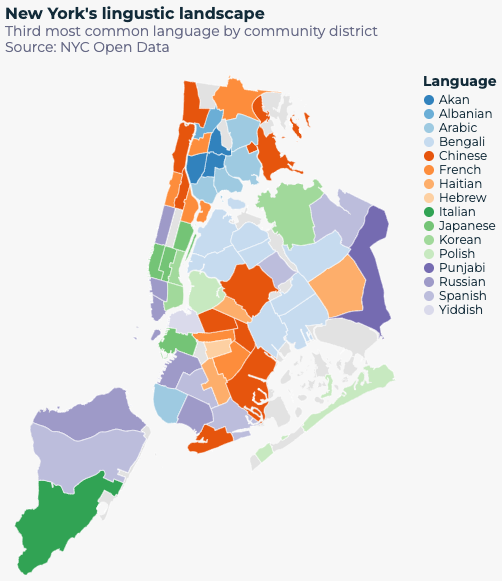 New York's lingustic landscape
Third most common language by community district
Source: NYC Open Data
Language
Akan
Albanian
Arabic
Bengali
Chinese
French
Haitian
Hebrew
Italian
Japanese
Korean
Polish
Punjabi
Russian
Spanish
Yiddish